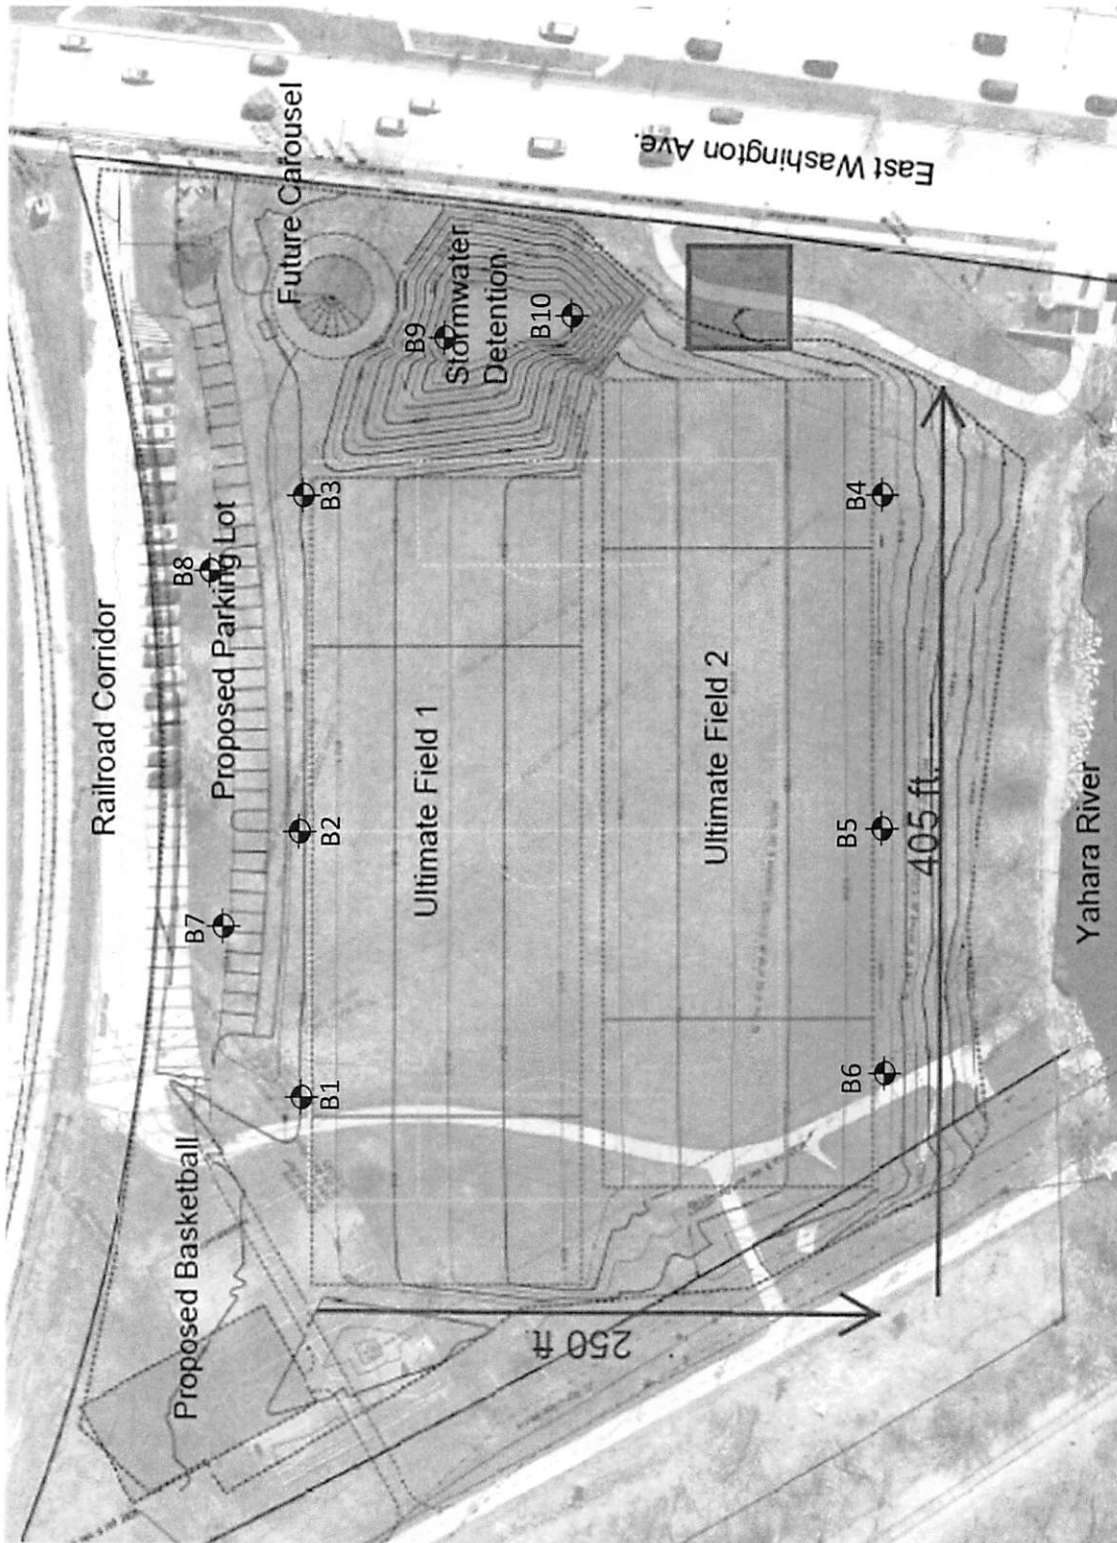 Railroad Corridor
Proposed Parking Lot
Proposed Basketball
Future Carousel
Stormwater
Detention
East Washington Ave.
Ultimate Field 1
Ultimate Field 2
Yahara River
250 ft.
405 ft.
B1
B2
B3
B4
B5
B6
B7
B8
B9
B10